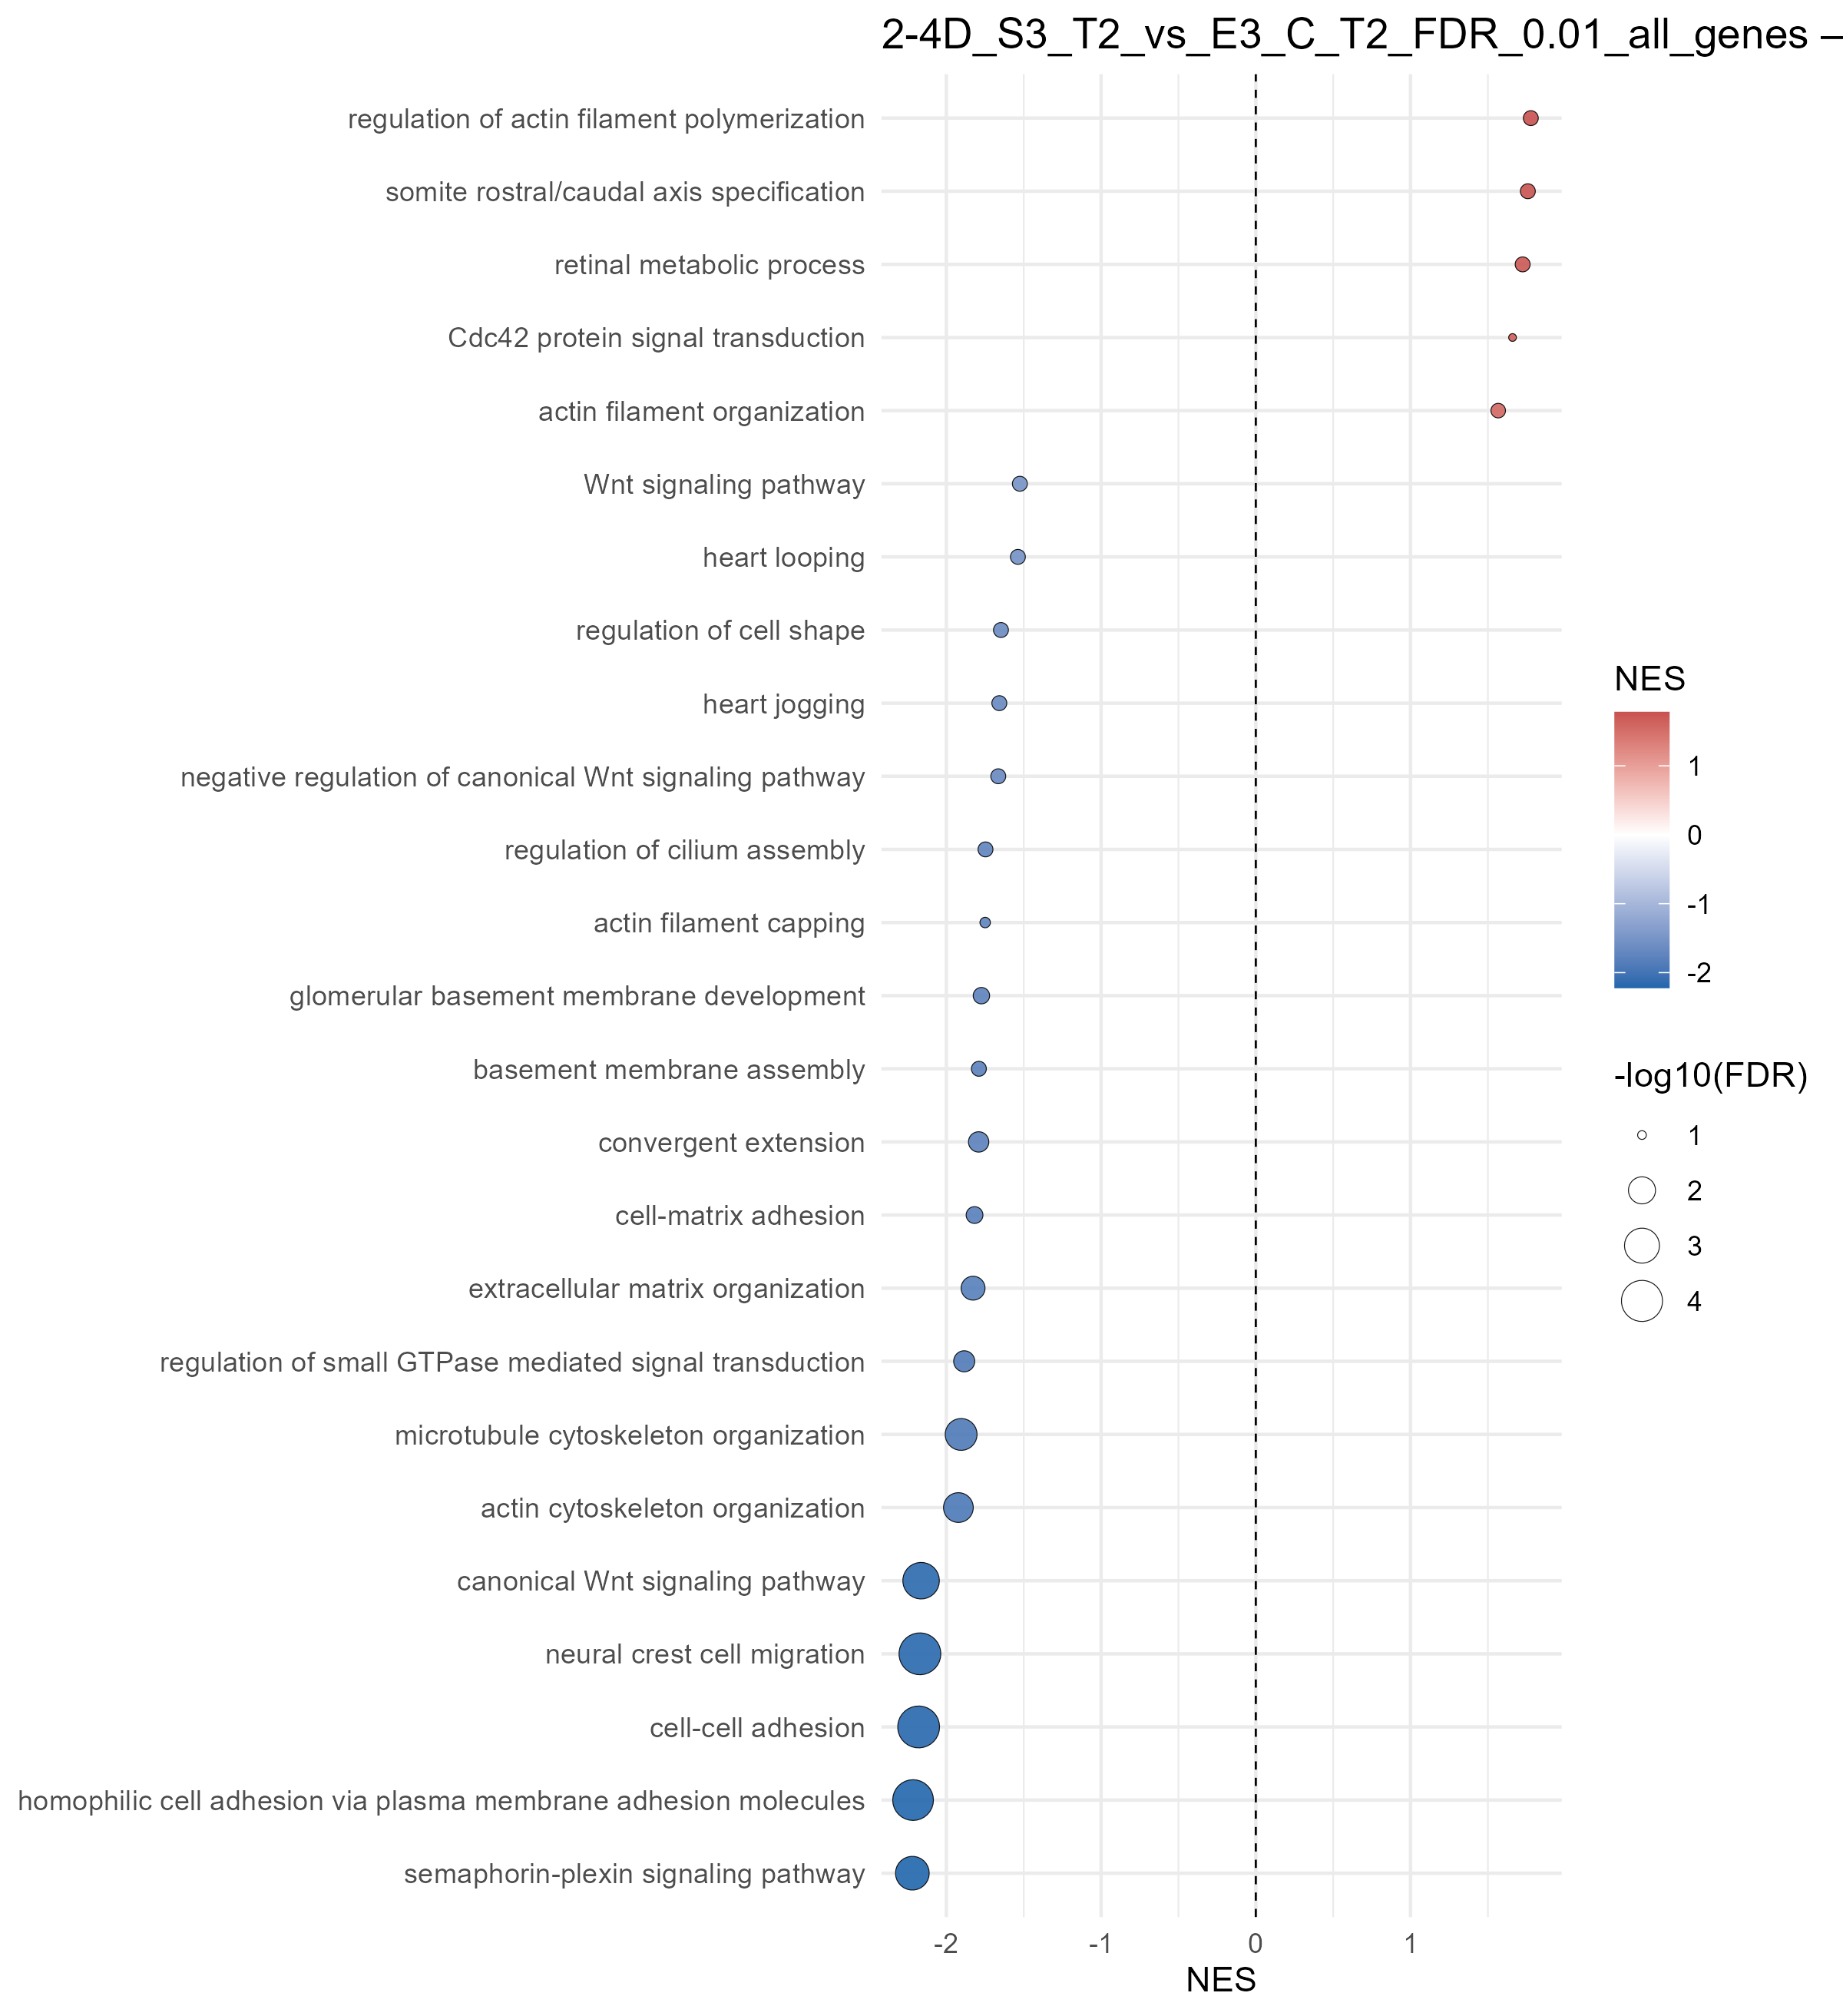 2-4D_S3_T2_vs_E3_C_T2_FDR_0.01_all_genes –
regulation of actin filament polymerization
somite rostral/caudal axis specification
retinal metabolic process
Cdc42 protein signal transduction
actin filament organization
Wnt signaling pathway
heart looping
regulation of cell shape
heart jogging
negative regulation of canonical Wnt signaling pathway
regulation of cilium assembly
actin filament capping
glomerular basement membrane development
basement membrane assembly
convergent extension
cell-matrix adhesion
extracellular matrix organization
regulation of small GTPase mediated signal transduction
microtubule cytoskeleton organization
actin cytoskeleton organization
canonical Wnt signaling pathway
neural crest cell migration
cell-cell adhesion
homophilic cell adhesion via plasma membrane adhesion molecules
semaphorin-plexin signaling pathway
-2 -1 0 1
NES
NES
1
0
-1
-2
-log10(FDR)
1
2
3
4